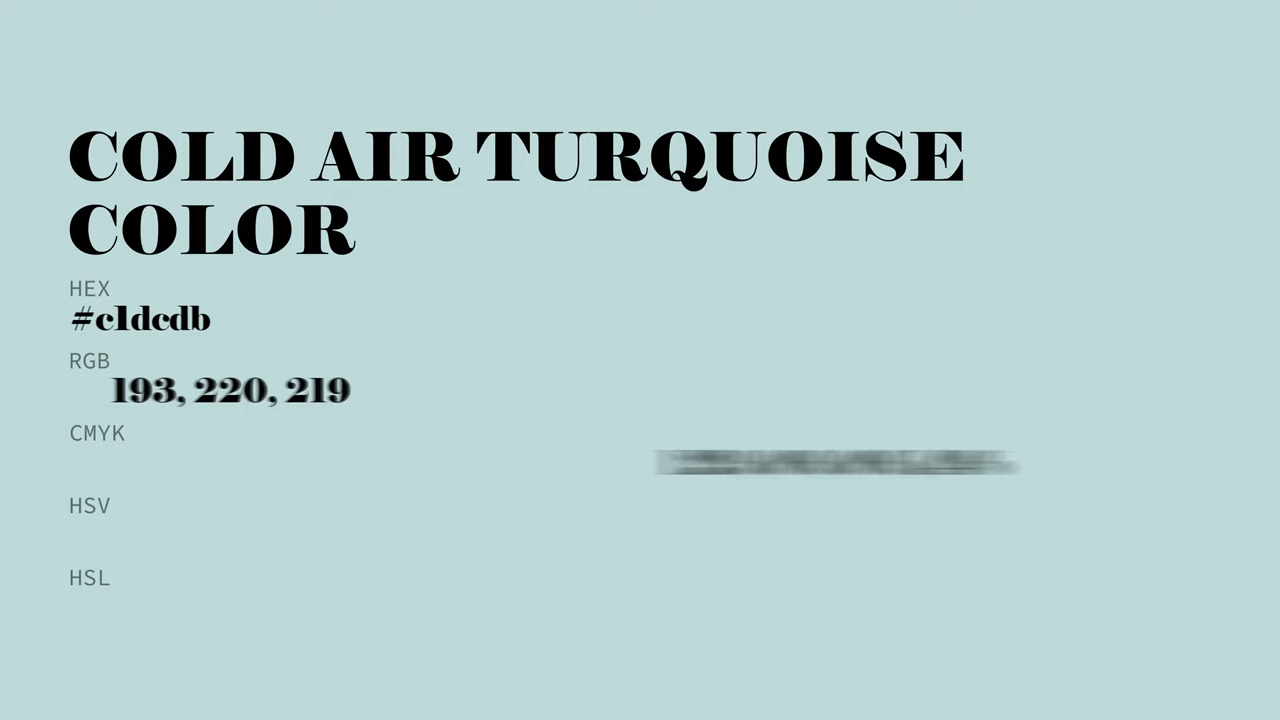 COLD AIR TURQUOISE
COLOR
HEX
#c1dcdb
RGB
193, 220, 219
CMYK
HSV
HSL